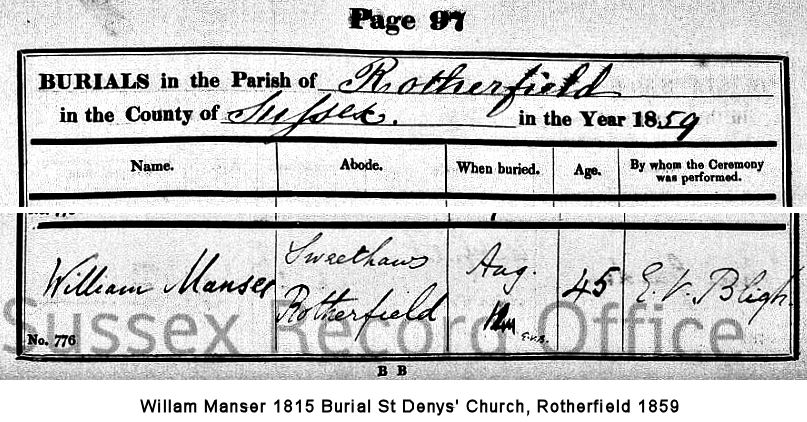 Page 97
BURIALS in the Parish of Rotherfield
in the County of Sussex. in the Year 1859
Name. Abode. When buried. Age. By whom the Ceremony was performed.
William Manser Sweethaws Rotherfield Aug. 45 E. V. Bligh.
E.V.B.
No. 776
Sussex Record Office
B B
Willam Manser 1815 Burial St Denys' Church, Rotherfield 1859